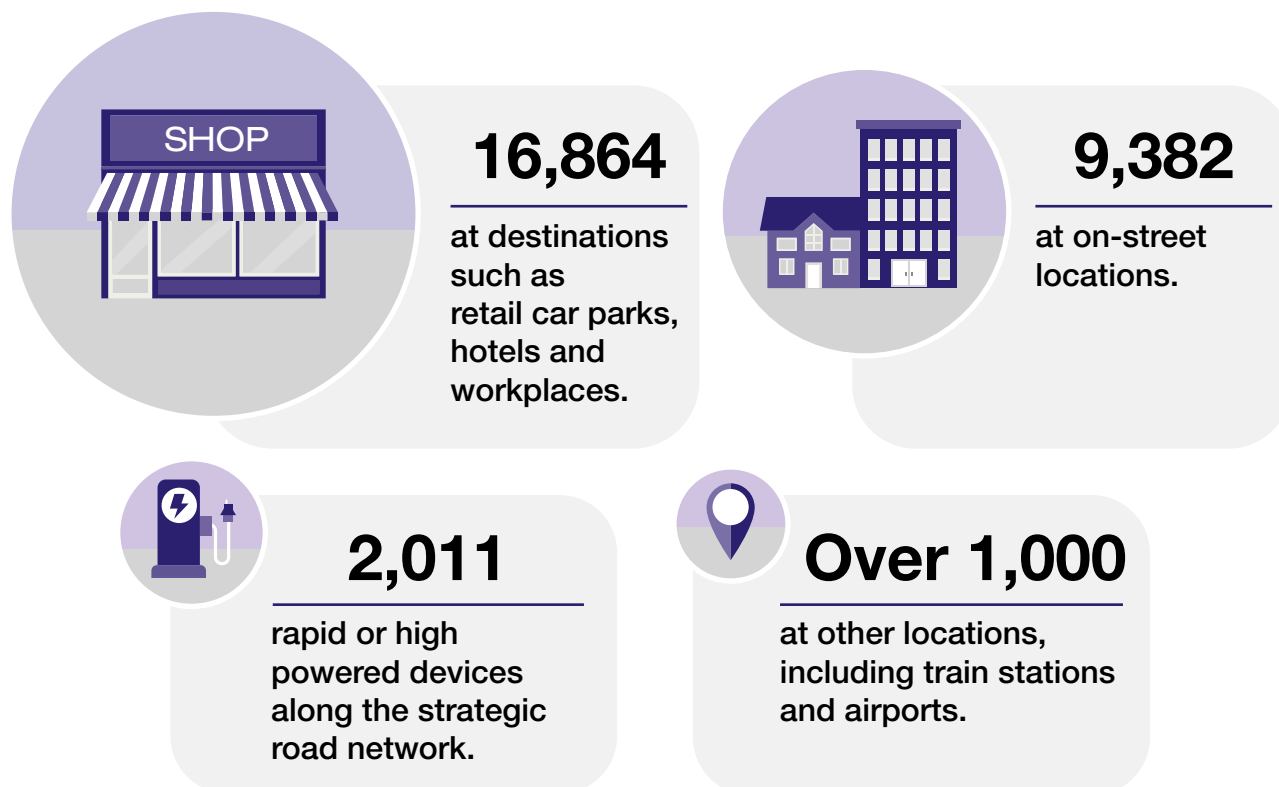 SHOP
16,864
at destinations
such as
retail car parks,
hotels and
workplaces.
9,382
at on-street
locations.
2,011
rapid or high
powered devices
along the strategic
road network.
Over 1,000
at other locations,
including train stations
and airports.